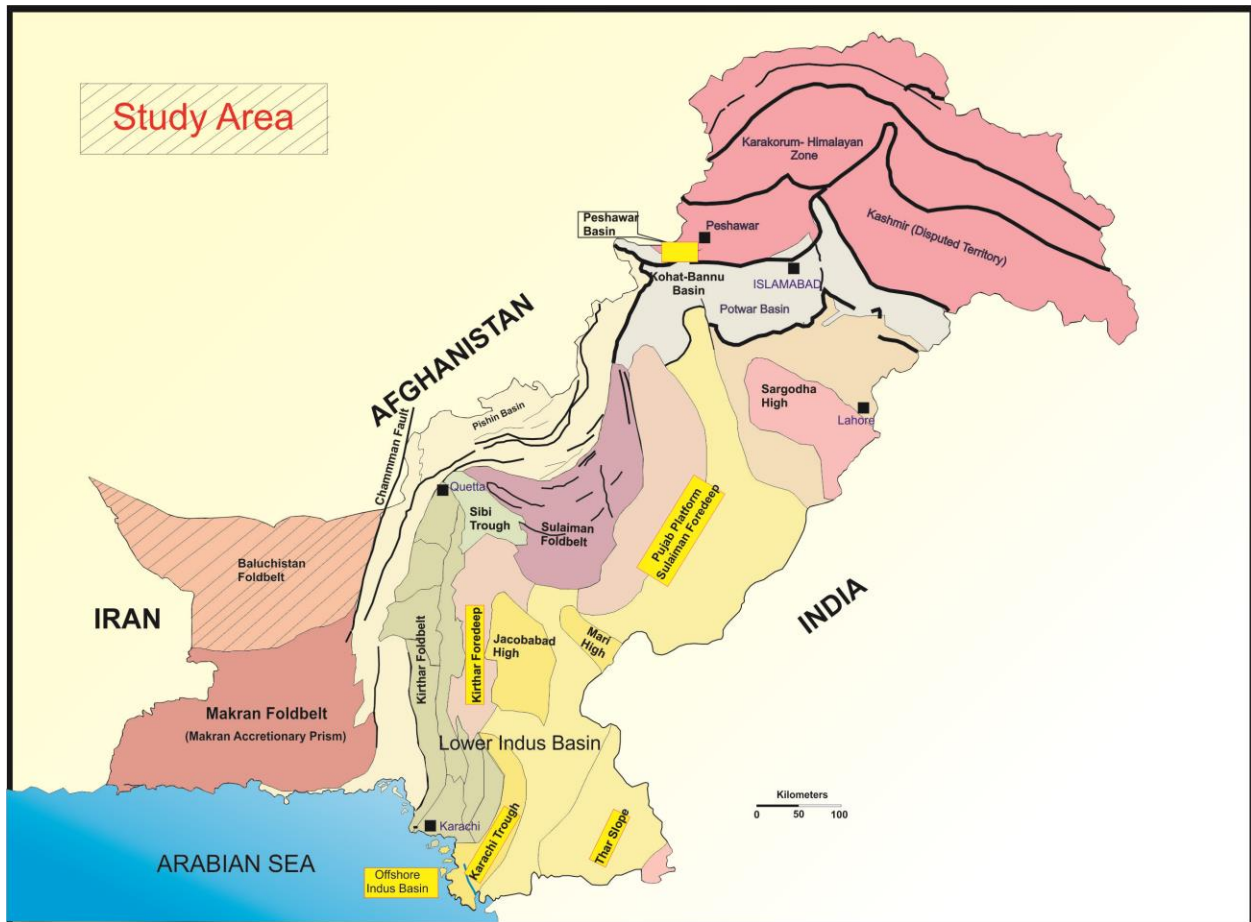 Study Area
Karakorum- Himalayan
Zone
Kashmir (Disputed Territory)
Peshawar
Basin
Peshawar
Kohat-Bannu
Basin
ISLAMABAD
Potwar Basin
AFGHANISTAN
Sargodha
High
Lahore
Pishin Basin
Chammman Fault
Quetta
Sibi
Trough
Sulaiman
Foldbelt
Pujab Platform
Sulaiman Foredeep
Baluchistan
Foldbelt
IRAN
INDIA
Kirthar Foldbelt
Kirthar Foredeep
Jacobabad
High
Mari
High
Makran Foldbelt
(Makran Accretionary Prism)
Lower Indus Basin
Kilometers
0 50 100
Karachi
Karachi Trough
Thar Slope
ARABIAN SEA
Offshore
Indus Basin